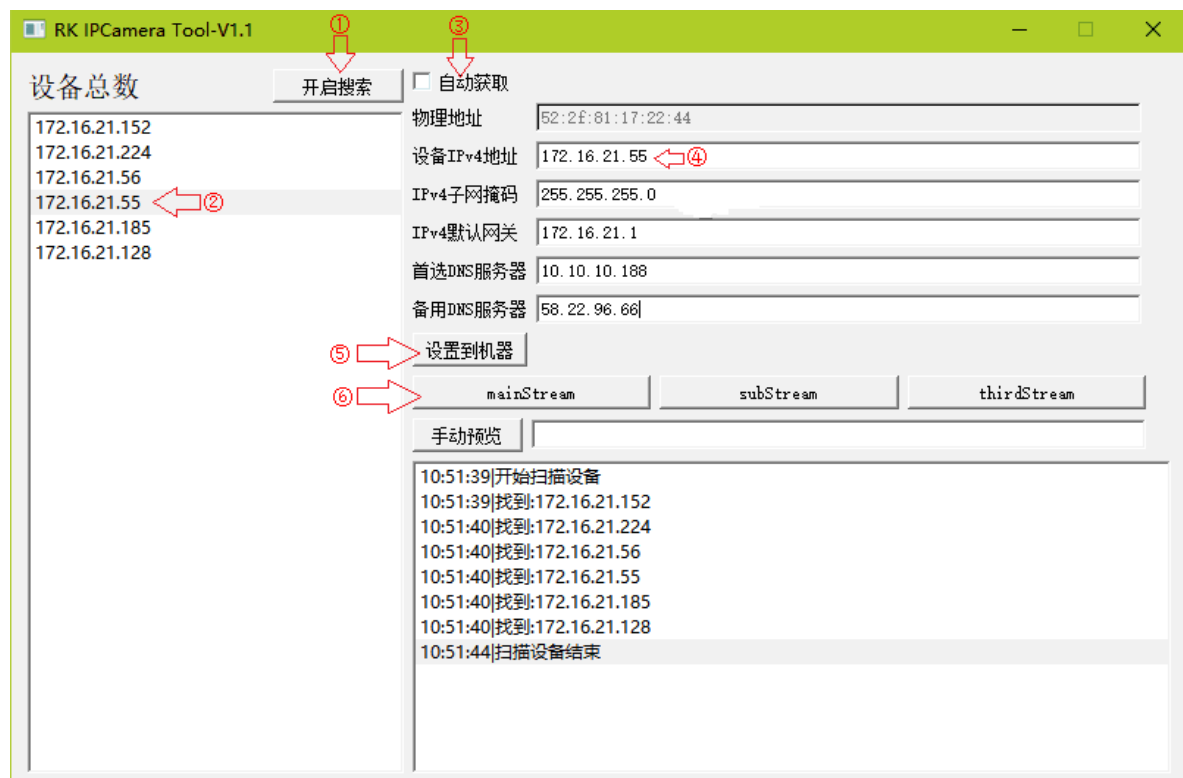 RK IPCamera Tool-V1.1
①
③
设备总数
开启搜索
自动获取
172.16.21.152
172.16.21.224
172.16.21.56
172.16.21.55
②
172.16.21.185
172.16.21.128
物理地址
52:2f:81:17:22:44
设备IPv4地址
172.16.21.55
④
IPv4子网掩码
255.255.255.0
IPv4默认网关
172.16.21.1
首选DNS服务器
10.10.10.188
备用DNS服务器
58.22.96.66
⑤
设置到机器
⑥
mainStream
subStream
thirdStream
手动预览
10:51:39|开始扫描设备
10:51:39|找到:172.16.21.152
10:51:40|找到:172.16.21.224
10:51:40|找到:172.16.21.56
10:51:40|找到:172.16.21.55
10:51:40|找到:172.16.21.185
10:51:40|找到:172.16.21.128
10:51:44|扫描设备结束